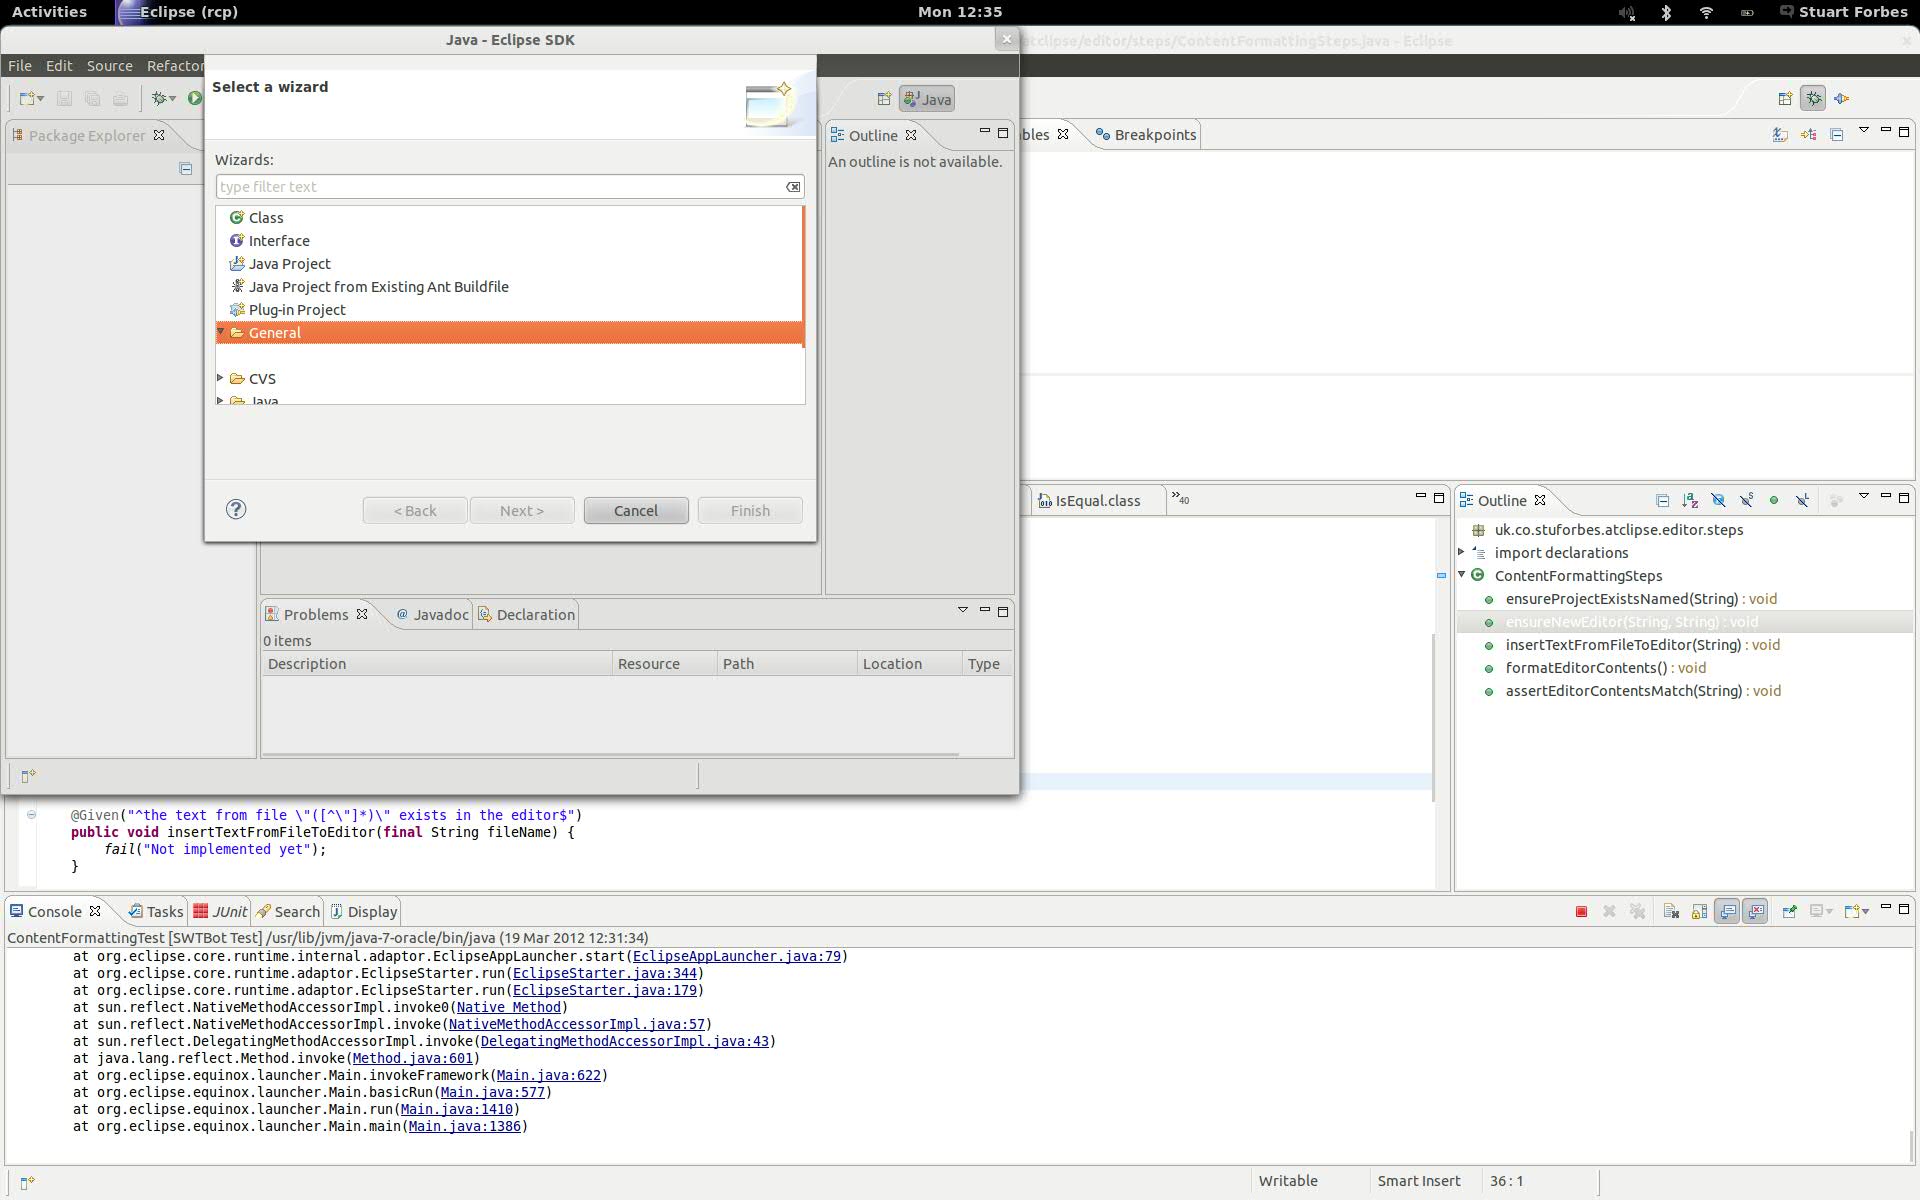 Activities
Eclipse (rcp)
Mon 12:35
Stuart Forbes
Java - Eclipse SDK
atclipse/editor/steps/ContentFormattingSteps.java - Eclipse
File Edit Source Refactor
Java
Package Explorer
Select a wizard
Wizards:
type filter text
Class
Interface
Java Project
Java Project from Existing Ant Buildfile
Plug-in Project
General
CVS
Java
< Back
Next >
Cancel
Finish
Outline
An outline is not available.
bles
Breakpoints
IsEqual.class
40
Outline
uk.co.stuforbes.atclipse.editor.steps
import declarations
ContentFormattingSteps
ensureProjectExistsNamed(String) : void
ensureNewEditor(String, String) : void
insertTextFromFileToEditor(String) : void
formatEditorContents() : void
assertEditorContentsMatch(String) : void
Problems
Javadoc
Declaration
0 items
Description Resource Path Location Type
@Given("^the text from file \"([^\"]*)\" exists in the editor$")
public void insertTextFromFileToEditor(final String fileName) {
fail("Not implemented yet");
}
Console
Tasks
JUnit
Search
Display
ContentFormattingTest [SWTBot Test] /usr/lib/jvm/java-7-oracle/bin/java (19 Mar 2012 12:31:34)
at org.eclipse.core.runtime.internal.adaptor.EclipseAppLauncher.start(EclipseAppLauncher.java:79)
at org.eclipse.core.runtime.adaptor.EclipseStarter.run(EclipseStarter.java:344)
at org.eclipse.core.runtime.adaptor.EclipseStarter.run(EclipseStarter.java:179)
at sun.reflect.NativeMethodAccessorImpl.invoke0(Native Method)
at sun.reflect.NativeMethodAccessorImpl.invoke(NativeMethodAccessorImpl.java:57)
at sun.reflect.DelegatingMethodAccessorImpl.invoke(DelegatingMethodAccessorImpl.java:43)
at java.lang.reflect.Method.invoke(Method.java:601)
at org.eclipse.equinox.launcher.Main.invokeFramework(Main.java:622)
at org.eclipse.equinox.launcher.Main.basicRun(Main.java:577)
at org.eclipse.equinox.launcher.Main.run(Main.java:1410)
at org.eclipse.equinox.launcher.Main.main(Main.java:1386)
Writable
Smart Insert
36 : 1